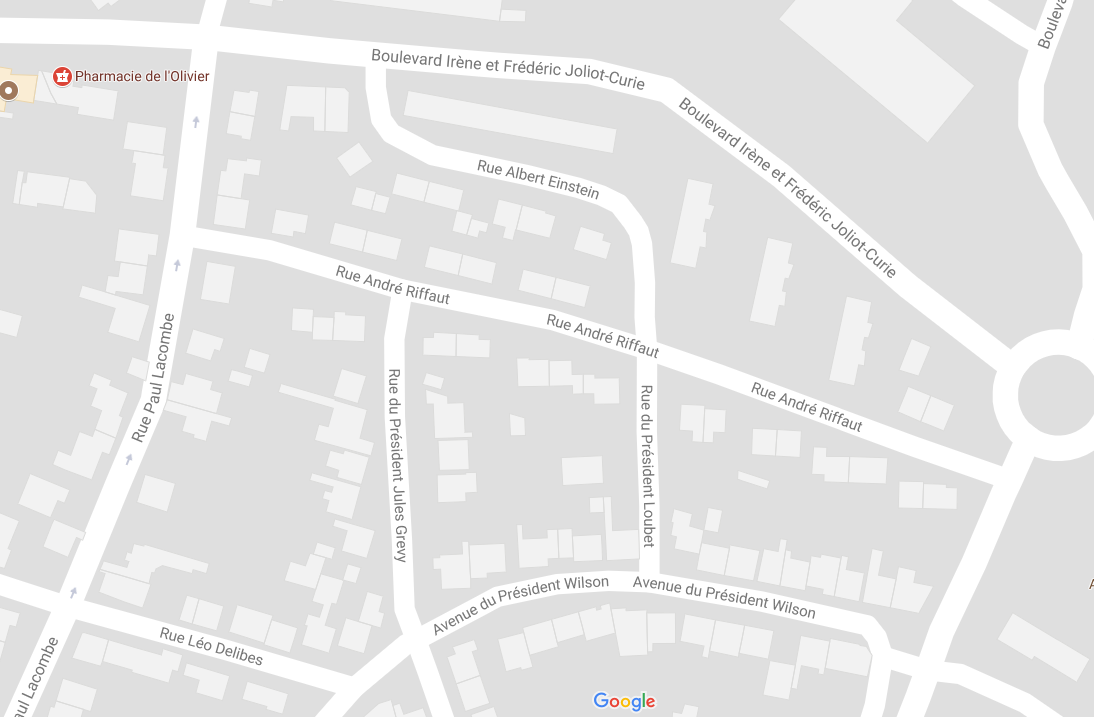 Boulevard Irène et Frédéric Joliot-Curie
Pharmacie de l'Olivier
Boulevard Irène et Frédéric Joliot-Curie
Rue Albert Einstein
Rue André Riffaut
Rue André Riffaut
Rue André Riffaut
Rue Paul Lacombe
Rue du Président Jules Grevy
Rue du Président Loubet
Avenue du Président Wilson
Avenue du Président Wilson
Rue Léo Delibes
Lacombe
Google